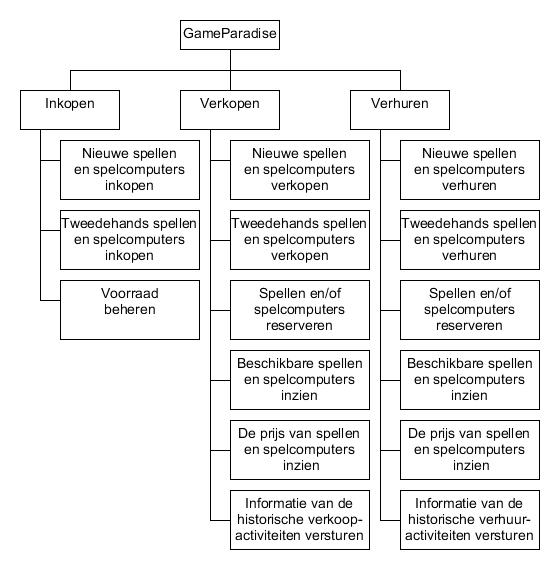 GameParadise
Inkopen
Nieuwe spellen
en spelcomputers
inkopen
Tweedehands spellen
en spelcomputers
inkopen
Voorraad
beheren
Verkopen
Nieuwe spellen
en spelcomputers
verkopen
Tweedehands spellen
en spelcomputers
verkopen
Spellen en/of
spelcomputers
reserveren
Beschikbare spellen
en spelcomputers
inzien
De prijs van spellen
en spelcomputers
inzien
Informatie van de
historische verkoop-
activiteiten versturen
Verhuren
Nieuwe spellen
en spelcomputers
verhuren
Tweedehands spellen
en spelcomputers
verhuren
Spellen en/of
spelcomputers
reserveren
Beschikbare spellen
en spelcomputers
inzien
De prijs van spellen
en spelcomputers
inzien
Informatie van de
historische verhuur-
activiteiten versturen